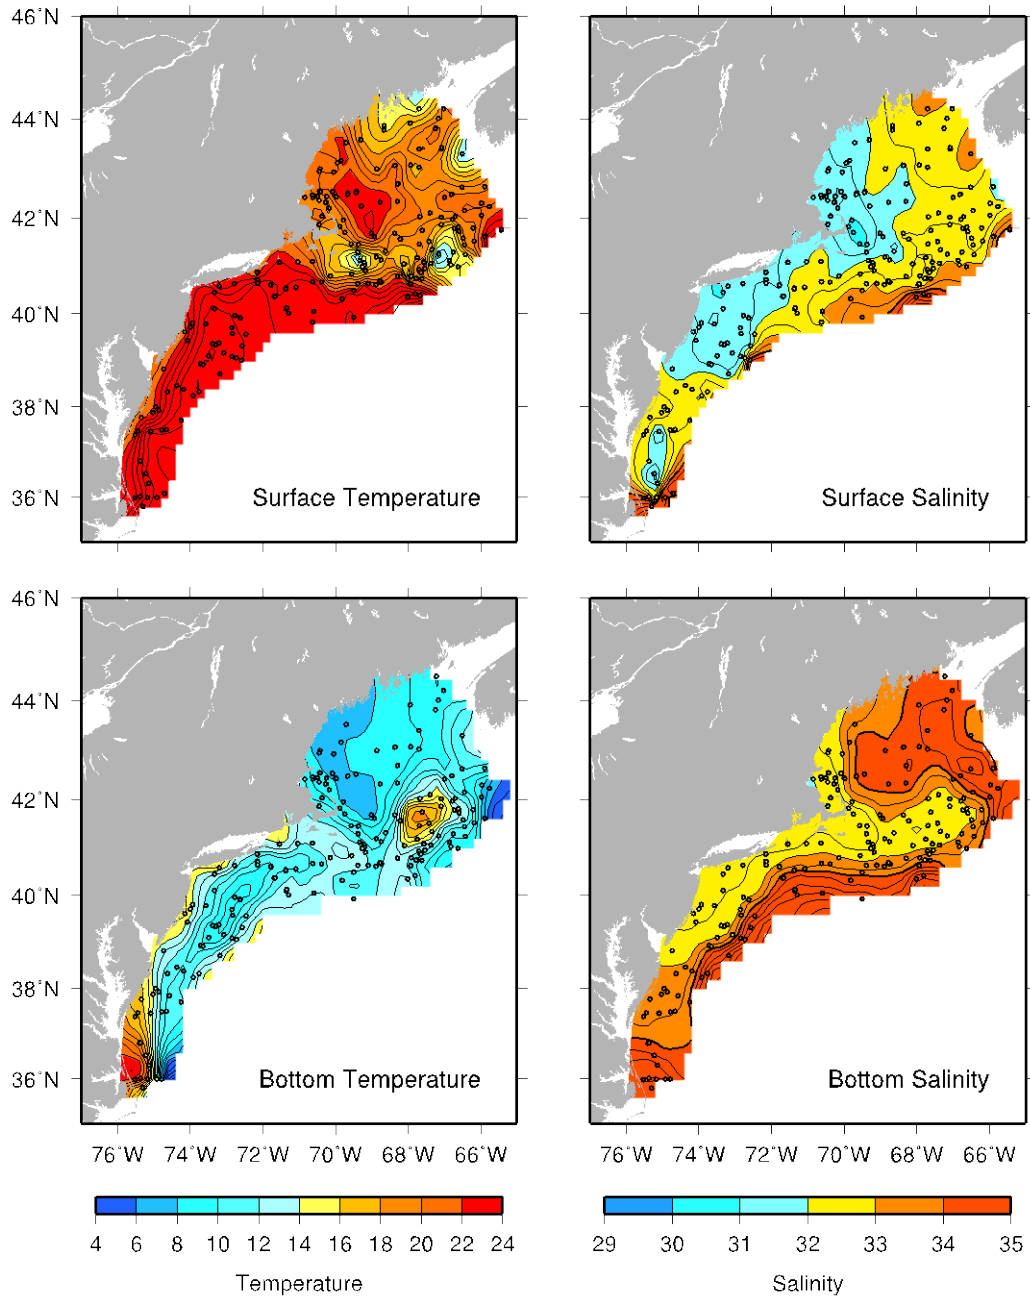 46°N
44°N
42°N
40°N
38°N
36°N
Surface Temperature
Surface Salinity
46°N
44°N
42°N
40°N
38°N
36°N
Bottom Temperature
Bottom Salinity
76°W 74°W 72°W 70°W 68°W 66°W
76°W 74°W 72°W 70°W 68°W 66°W
4 6 8 10 12 14 16 18 20 22 24
29 30 31 32 33 34 35
Temperature
Salinity